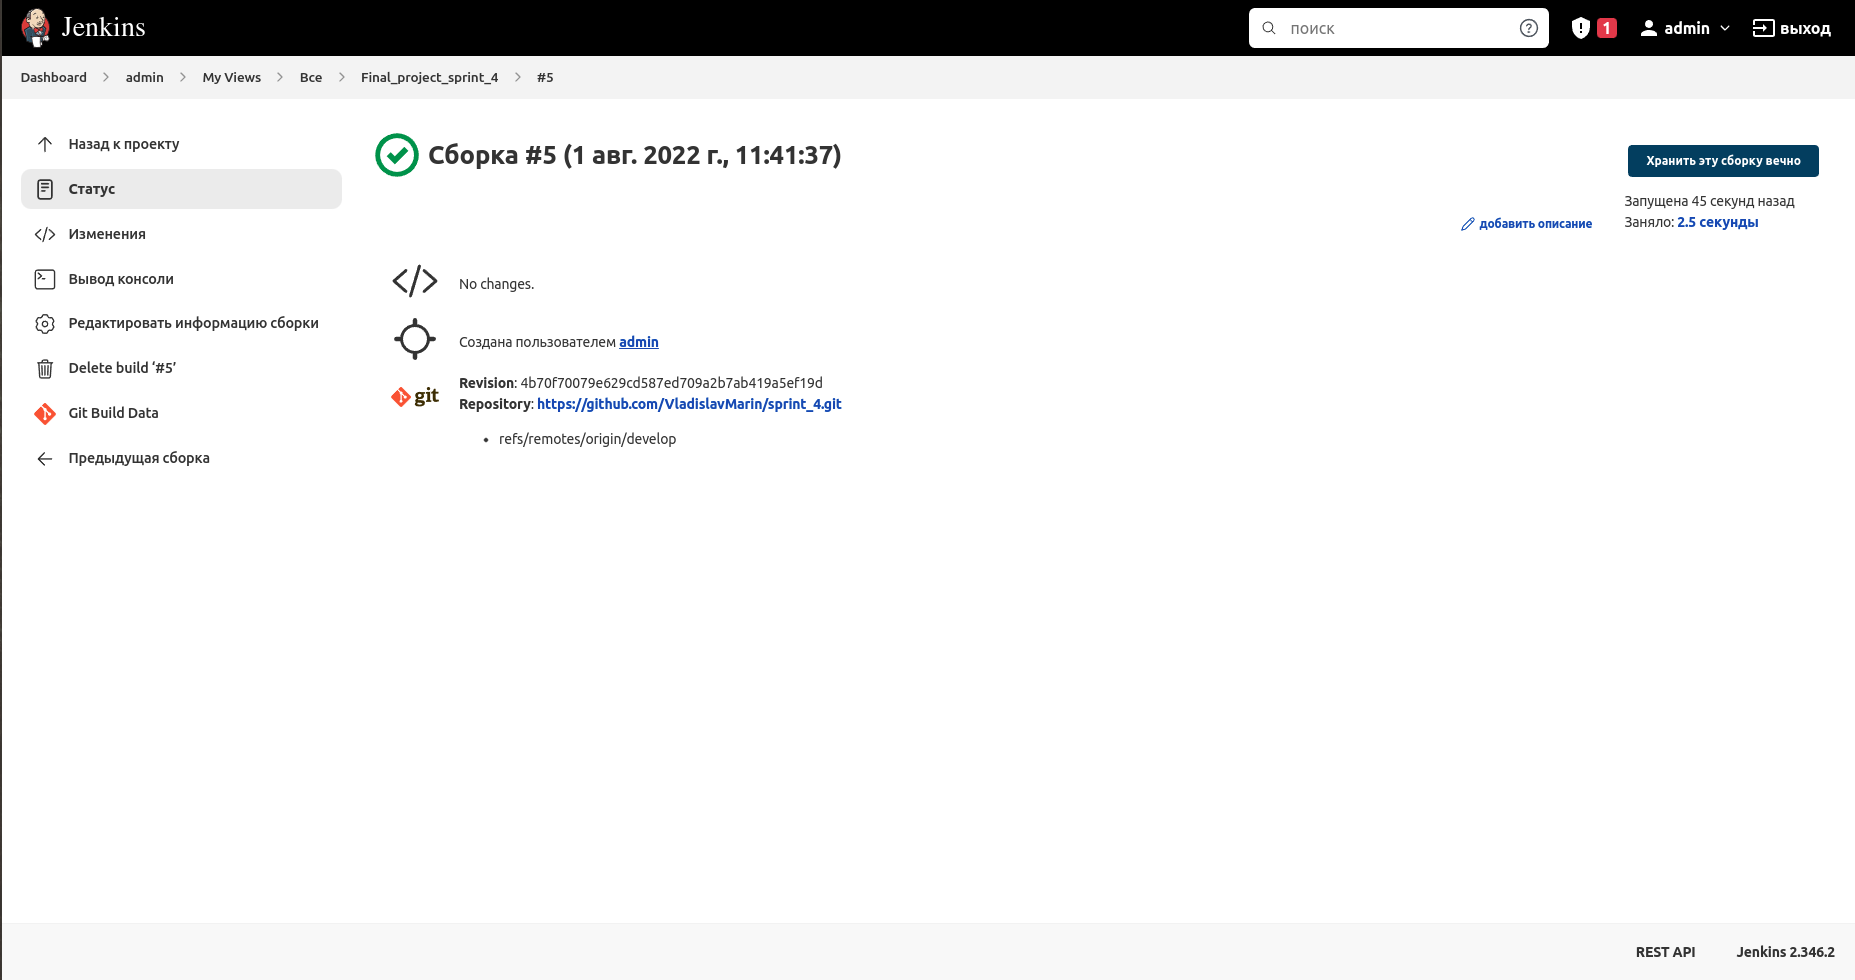 Jenkins
поиск
1
admin
выход
Dashboard
admin
My Views
Все
Final_project_sprint_4
#5
Назад к проекту
Статус
Изменения
Вывод консоли
Редактировать информацию сборки
Delete build ‘#5’
Git Build Data
Предыдущая сборка
Сборка #5 (1 авг. 2022 г., 11:41:37)
Хранить эту сборку вечно
Запущена 45 секунд назад
Заняло: 2.5 секунды
добавить описание
No changes.
Создана пользователем admin
git
Revision: 4b70f70079e629cd587ed709a2b7ab419a5ef19d
Repository: https://github.com/VladislavMarin/sprint_4.git
refs/remotes/origin/develop
REST API
Jenkins 2.346.2